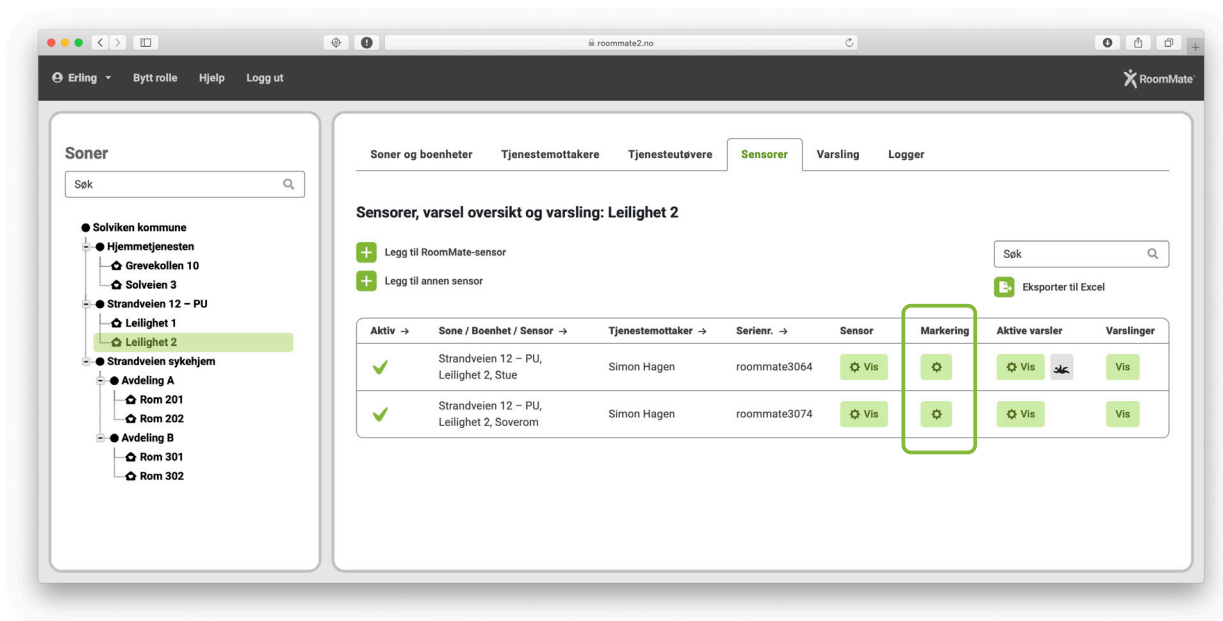 roommate2.no
Erling Bytt rolle Hjelp Logg ut
RoomMate
Soner
Søk
Solviken kommune
Hjemmetjenesten
Grevekollen 10
Solveien 3
Strandveien 12 – PU
Leilighet 1
Leilighet 2
Strandveien sykehjem
Avdeling A
Rom 201
Rom 202
Avdeling B
Rom 301
Rom 302
Soner og boenheter Tjenestemottakere Tjenesteutøvere Sensorer Varsling Logger
Sensorer, varsel oversikt og varsling: Leilighet 2
Legg til RoomMate-sensor
Legg til annen sensor
Søk
Eksporter til Excel
Aktiv → Sone / Boenhet / Sensor → Tjenestemottaker → Serienr. → Sensor Markering Aktive varsler Varslinger
Strandveien 12 – PU,
Leilighet 2, Stue
Simon Hagen roommate3064 Vis Vis Vis
Strandveien 12 – PU,
Leilighet 2, Soverom
Simon Hagen roommate3074 Vis Vis Vis